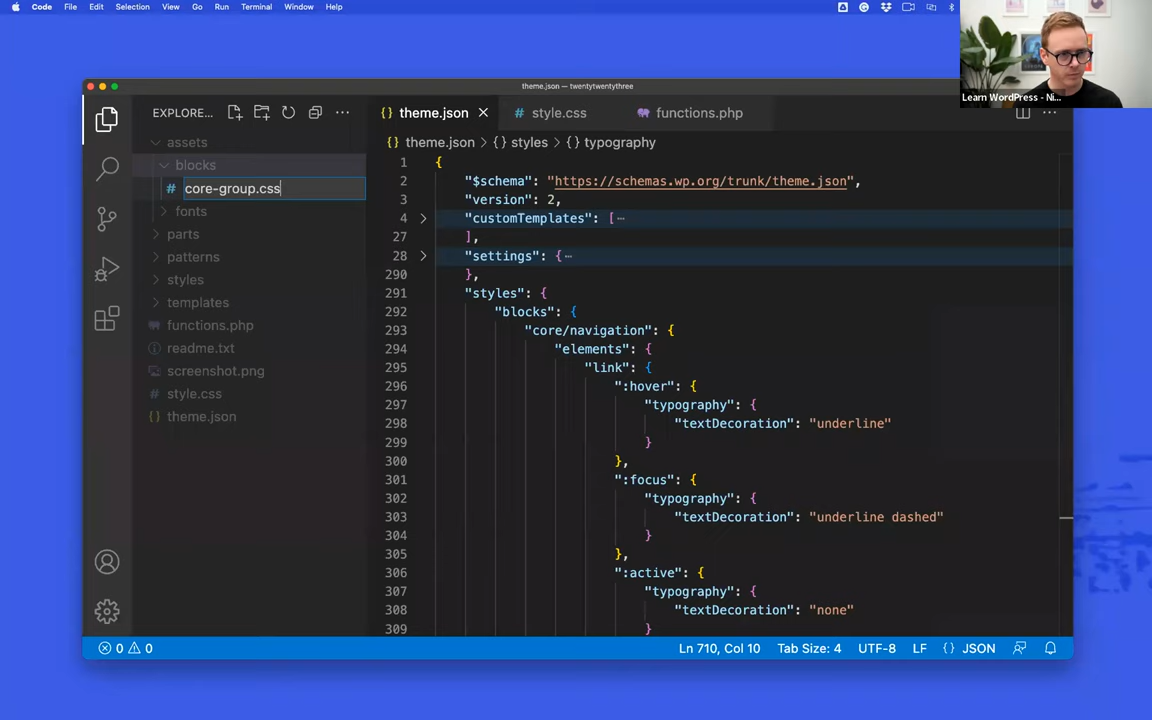 Code File Edit Selection View Go Run Terminal Window Help
Learn WordPress - Ni...
theme.json — twentytwentythree
EXPLORE...
theme.json
style.css
functions.php
theme.json > {} styles > {} typography
assets
blocks
core-group.css
fonts
parts
patterns
styles
templates
functions.php
readme.txt
screenshot.png
style.css
theme.json
1 {
2 "$schema": "https://schemas.wp.org/trunk/theme.json",
3 "version": 2,
4 "customTemplates": [ ⋯
27 ],
28 "settings": { ⋯
290 },
291 "styles": {
292 "blocks": {
293 "core/navigation": {
294 "elements": {
295 "link": {
296 ":hover": {
297 "typography": {
298 "textDecoration": "underline"
299 }
300 },
301 ":focus": {
302 "typography": {
303 "textDecoration": "underline dashed"
304 }
305 },
306 ":active": {
307 "typography": {
308 "textDecoration": "none"
309 }
0 0
Ln 710, Col 10 Tab Size: 4 UTF-8 LF {} JSON